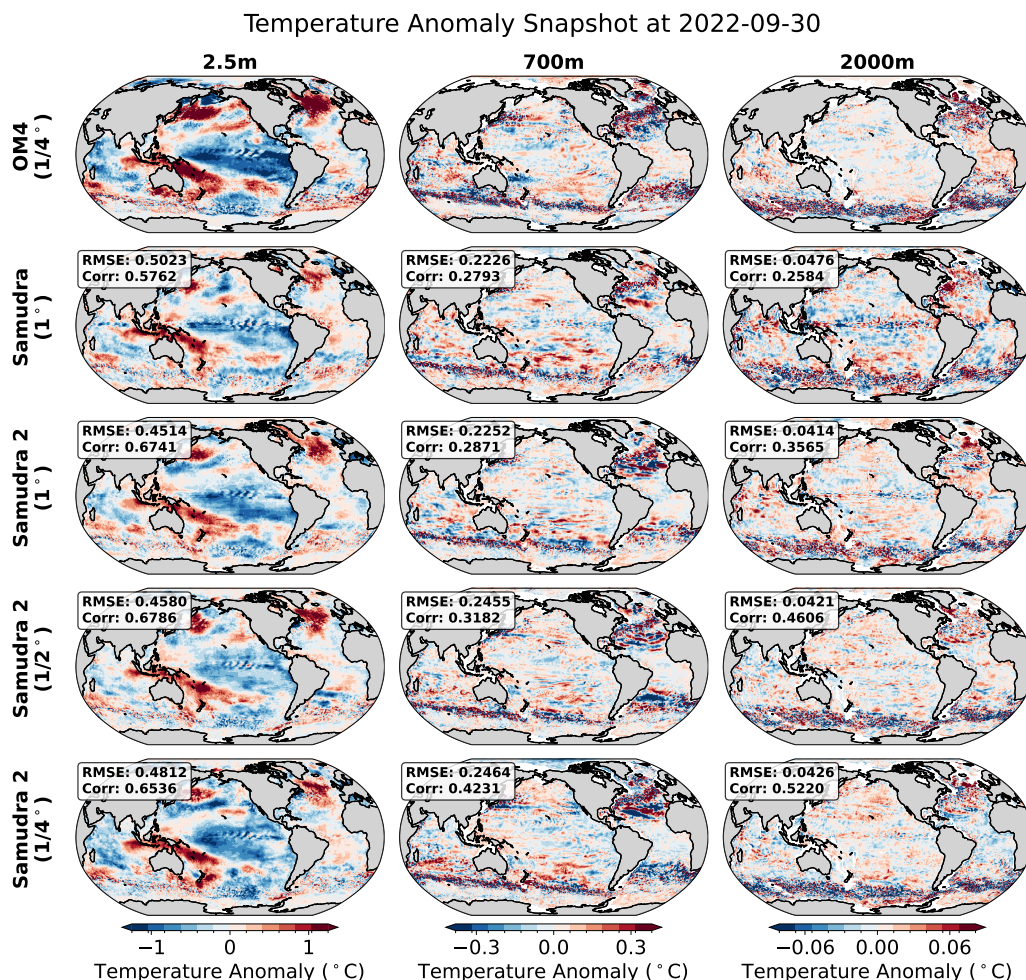 Temperature Anomaly Snapshot at 2022-09-30
2.5m 700m 2000m
OM4
(1/4°)
Samudra
(1°)
RMSE: 0.5023
Corr: 0.5762
RMSE: 0.2226
Corr: 0.2793
RMSE: 0.0476
Corr: 0.2584
Samudra 2
(1°)
RMSE: 0.4514
Corr: 0.6741
RMSE: 0.2252
Corr: 0.2871
RMSE: 0.0414
Corr: 0.3565
Samudra 2
(1/2°)
RMSE: 0.4580
Corr: 0.6786
RMSE: 0.2455
Corr: 0.3182
RMSE: 0.0421
Corr: 0.4606
Samudra 2
(1/4°)
RMSE: 0.4812
Corr: 0.6536
RMSE: 0.2464
Corr: 0.4231
RMSE: 0.0426
Corr: 0.5220
−1 0 1
−0.3 0.0 0.3
−0.06 0.00 0.06
Temperature Anomaly (°C)
Temperature Anomaly (°C)
Temperature Anomaly (°C)